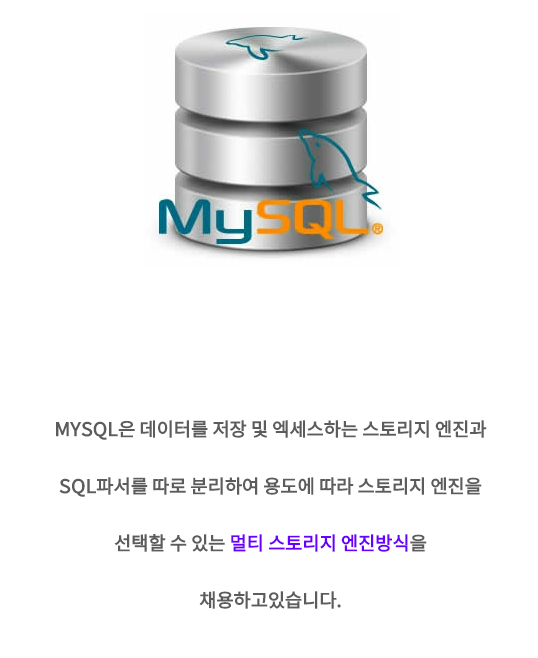 MySQL®
MYSQL은 데이터를 저장 및 엑세스하는 스토리지 엔진과
SQL파서를 따로 분리하여 용도에 따라 스토리지 엔진을
선택할 수 있는 멀티 스토리지 엔진방식을
채용하고있습니다.